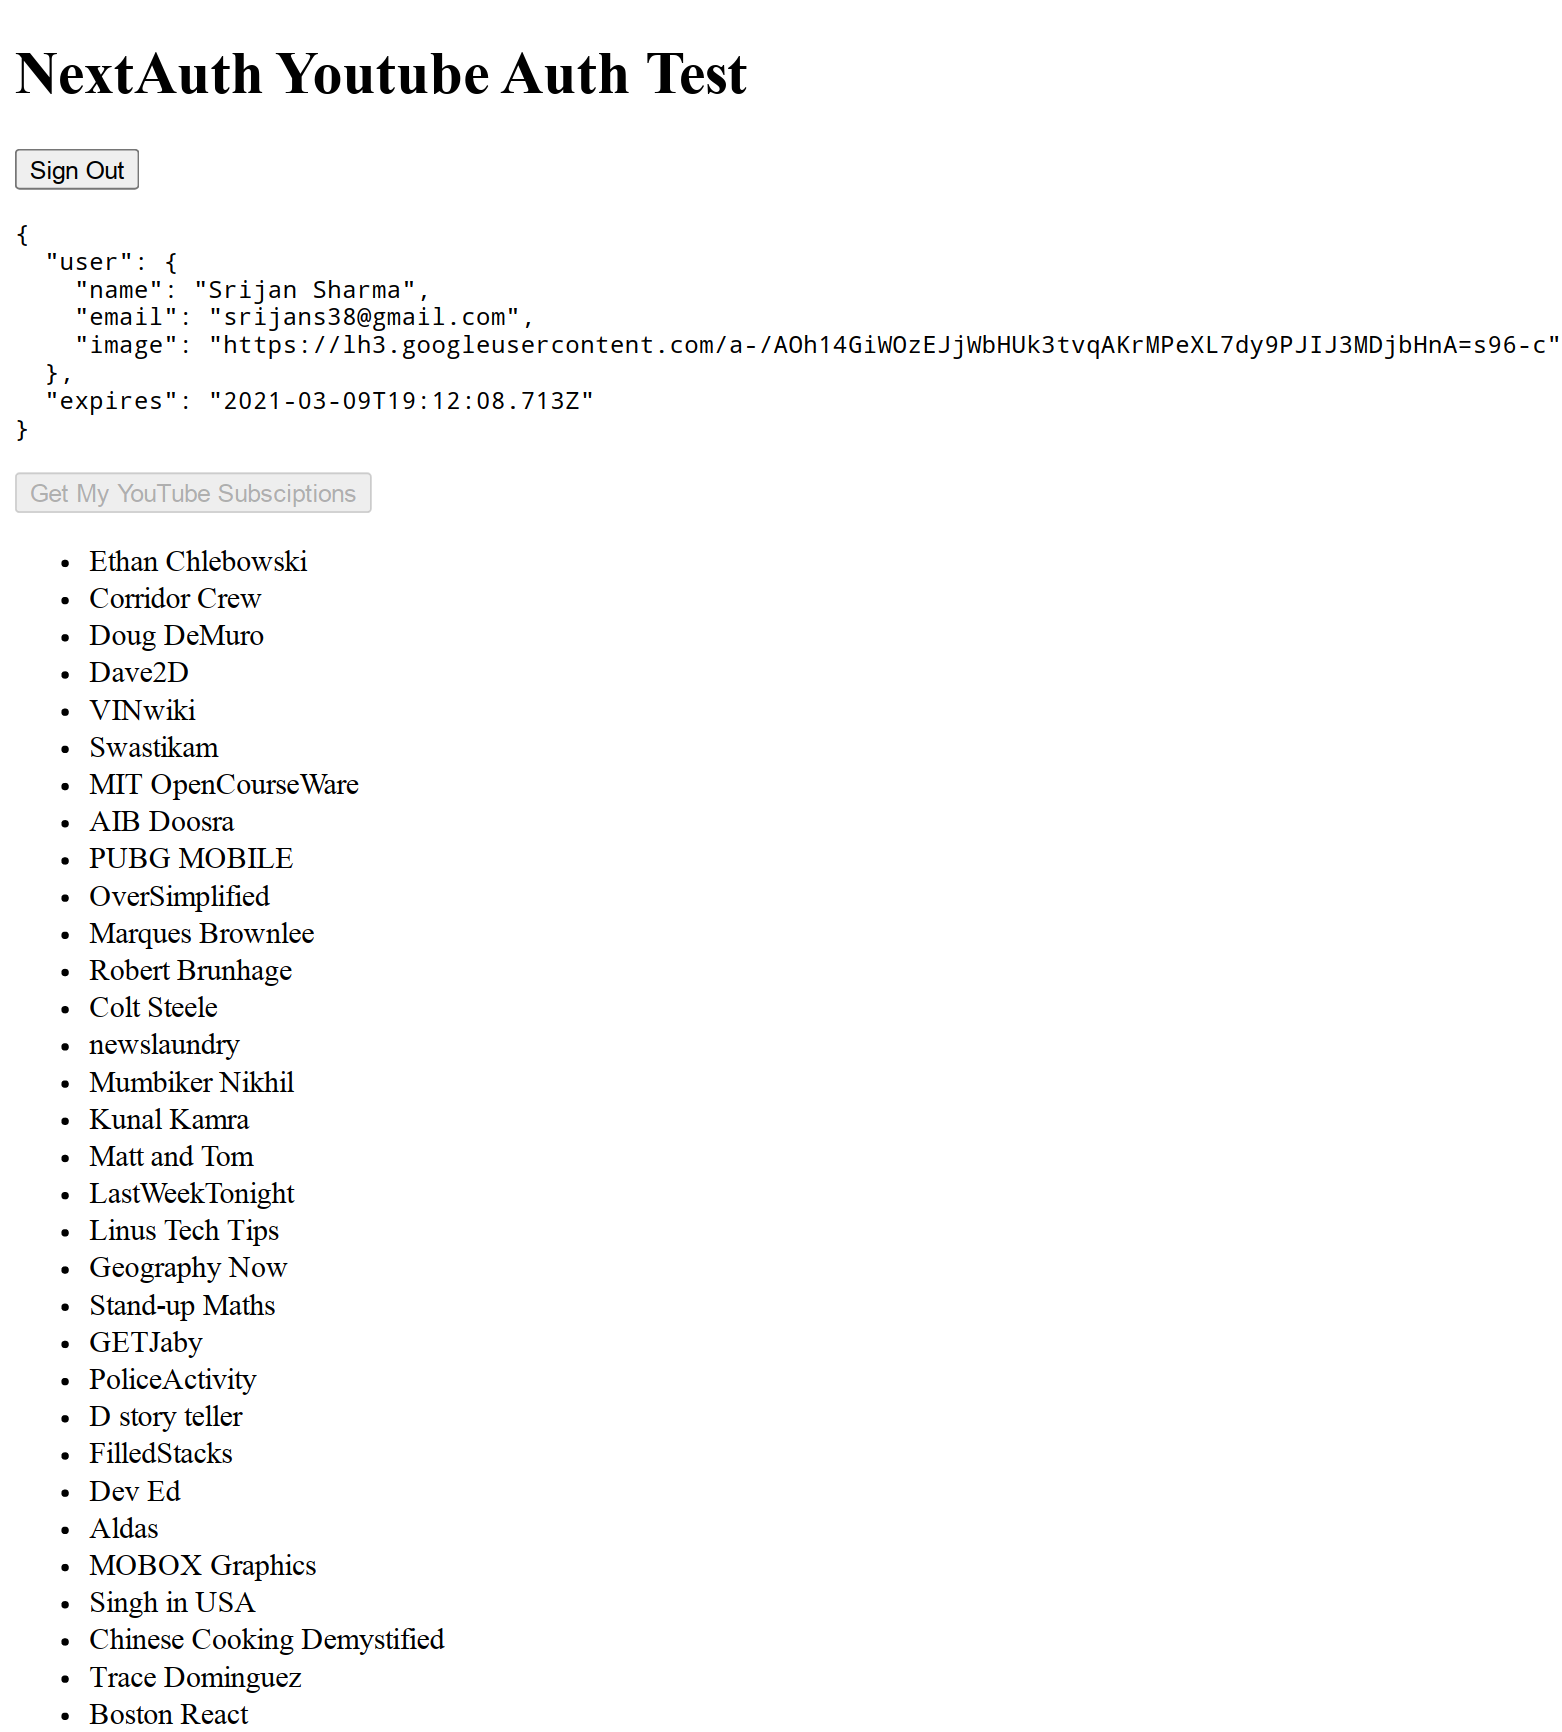 NextAuth Youtube Auth Test
Sign Out
{
  "user": {
    "name": "Srijan Sharma",
    "email": "srijans38@gmail.com",
    "image": "https://lh3.googleusercontent.com/a-/AOh14GiWOzEJjWbHUk3tvqAKrMPeXL7dy9PJIJ3MDjbHnA=s96-c"
  },
  "expires": "2021-03-09T19:12:08.713Z"
}
Get My YouTube Subsciptions
• Ethan Chlebowski
• Corridor Crew
• Doug DeMuro
• Dave2D
• VINwiki
• Swastikam
• MIT OpenCourseWare
• AIB Doosra
• PUBG MOBILE
• OverSimplified
• Marques Brownlee
• Robert Brunhage
• Colt Steele
• newslaundry
• Mumbiker Nikhil
• Kunal Kamra
• Matt and Tom
• LastWeekTonight
• Linus Tech Tips
• Geography Now
• Stand-up Maths
• GETJaby
• PoliceActivity
• D story teller
• FilledStacks
• Dev Ed
• Aldas
• MOBOX Graphics
• Singh in USA
• Chinese Cooking Demystified
• Trace Dominguez
• Boston React